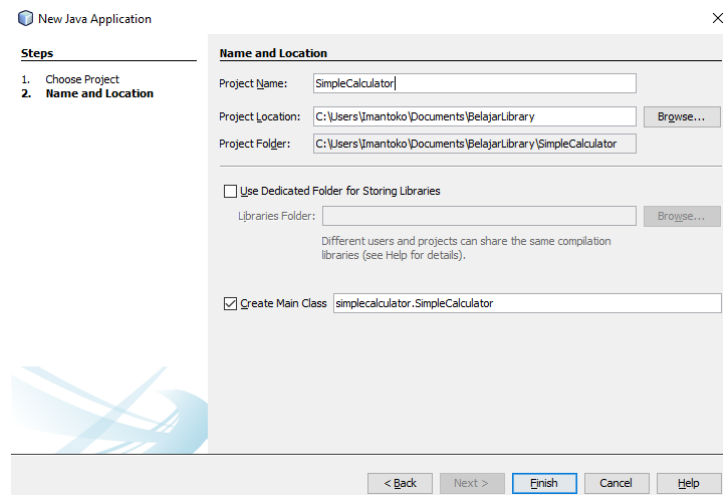 New Java Application
Steps
1. Choose Project
2. Name and Location
Name and Location
Project Name: SimpleCalculator
Project Location: C:\Users\Imantoko\Documents\BelajarLibrary Browse...
Project Folder: C:\Users\Imantoko\Documents\BelajarLibrary\SimpleCalculator
Use Dedicated Folder for Storing Libraries
Libraries Folder: Browse...
Different users and projects can share the same compilation
libraries (see Help for details).
Create Main Class simplecalculator.SimpleCalculator
< Back Next > Finish Cancel Help